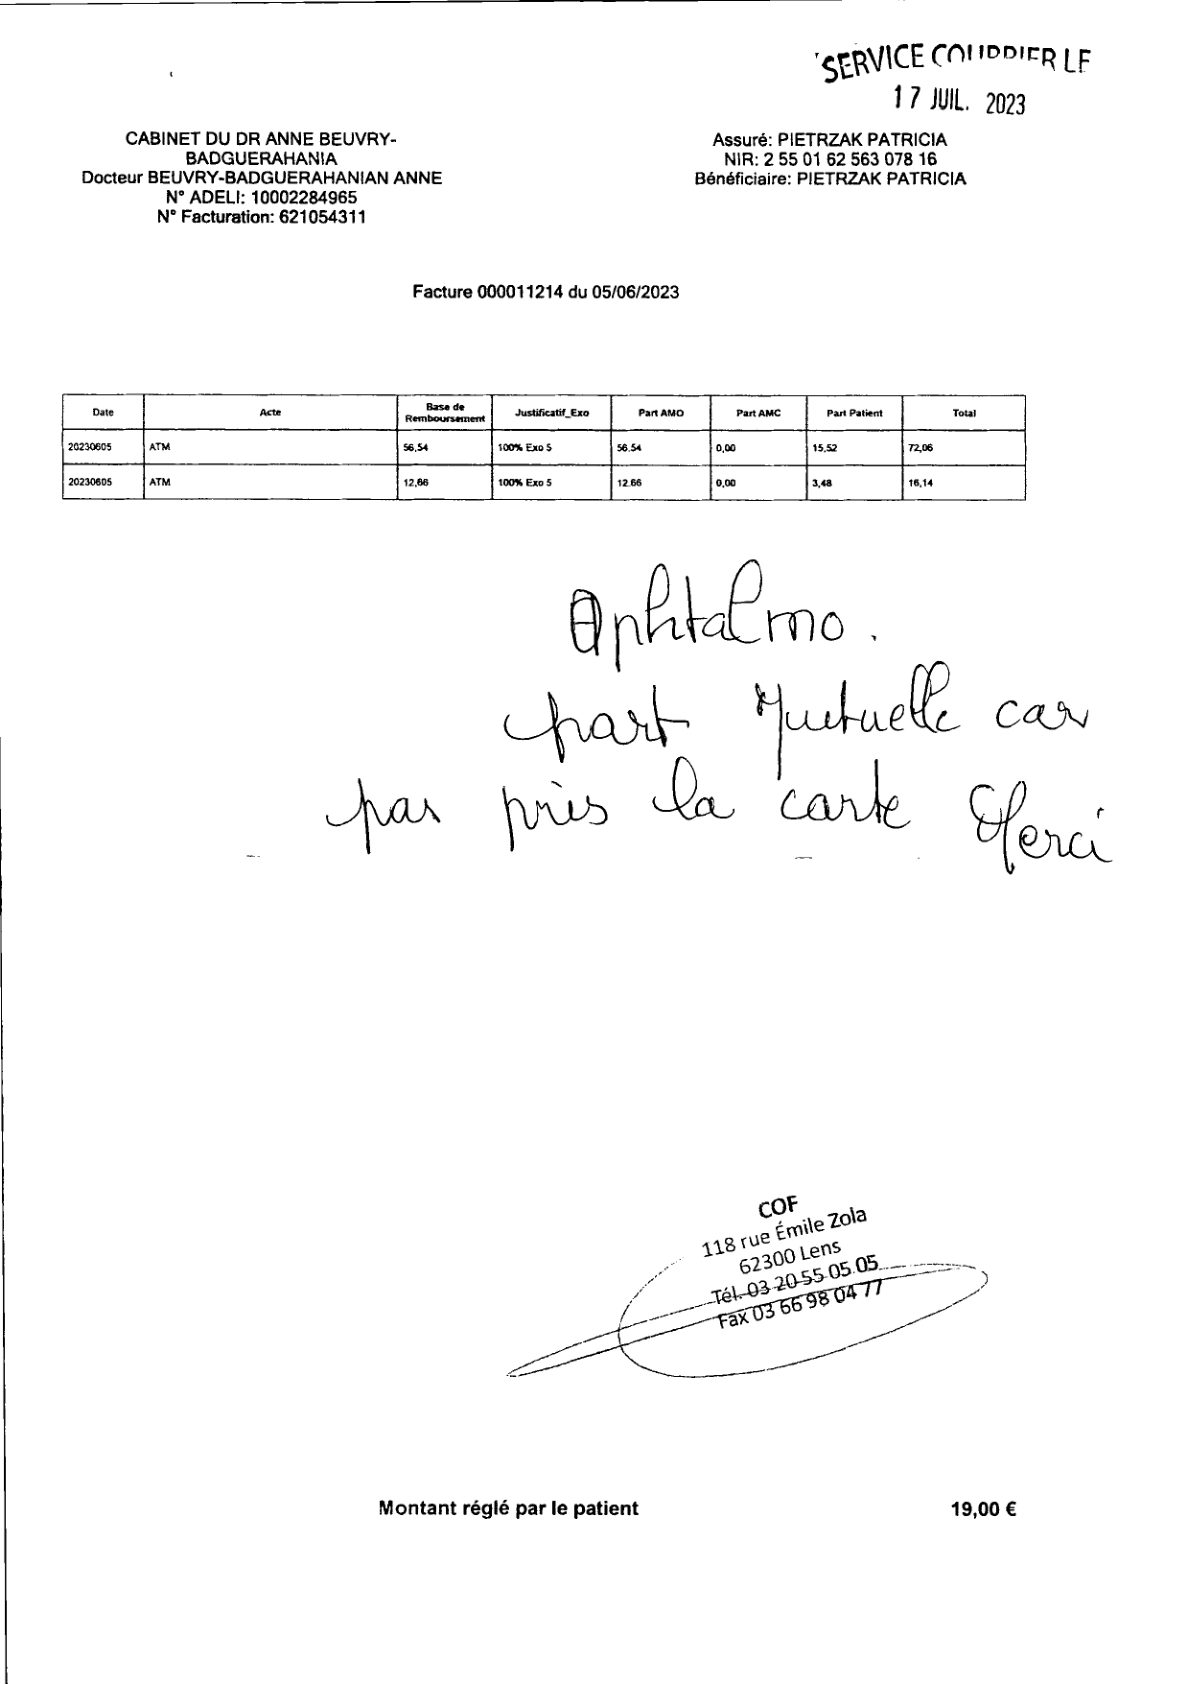 SERVICE COURRIER LE
17 JUIL. 2023
CABINET DU DR ANNE BEUVRY-
BADGUERAHANIA
Docteur BEUVRY-BADGUERAHANIAN ANNE
N° ADELI: 10002284965
N° Facturation: 621054311
Assuré: PIETRZAK PATRICIA
NIR: 2 55 01 62 563 078 16
Bénéficiaire: PIETRZAK PATRICIA
Facture 000011214 du 05/06/2023
Date Acte Base de Remboursement Justificatif_Exo Part AMO Part AMC Part Patient Total
20230605 ATM 56,54 100% Exo 5 56.54 0,00 15,52 72,06
20230605 ATM 12,66 100% Exo 5 12.66 0,00 3,48 16,14
Ophtalmo.
part Mutuelle car
pas près la carte Merci
COF
118 rue Émile Zola
62300 Lens
Tél. 03 20 55 05 05
Fax 03 66 98 04 77
Montant réglé par le patient 19,00 €